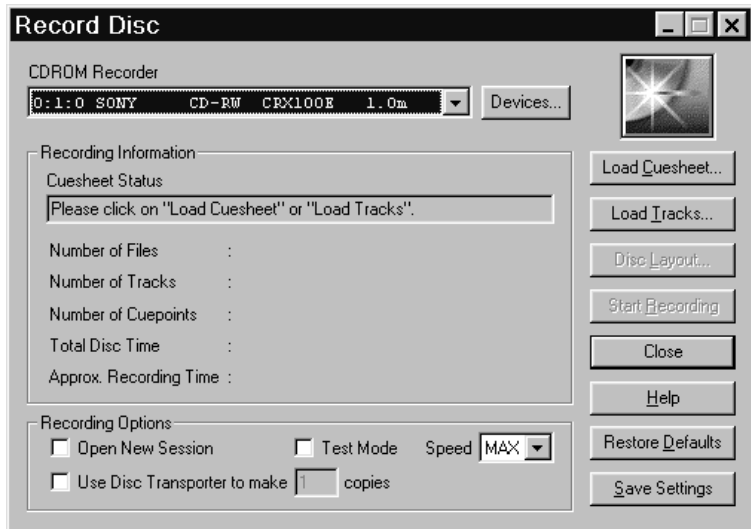 Record Disc
CDROM Recorder
0:1:0 SONY CD-RW CRX100E 1.0m
Devices...
Recording Information
Cuesheet Status
Please click on "Load Cuesheet" or "Load Tracks".
Number of Files :
Number of Tracks :
Number of Cuepoints :
Total Disc Time :
Approx. Recording Time :
Recording Options
Open New Session
Test Mode
Speed MAX
Use Disc Transporter to make 1 copies
Load Cuesheet...
Load Tracks...
Disc Layout...
Start Recording
Close
Help
Restore Defaults
Save Settings